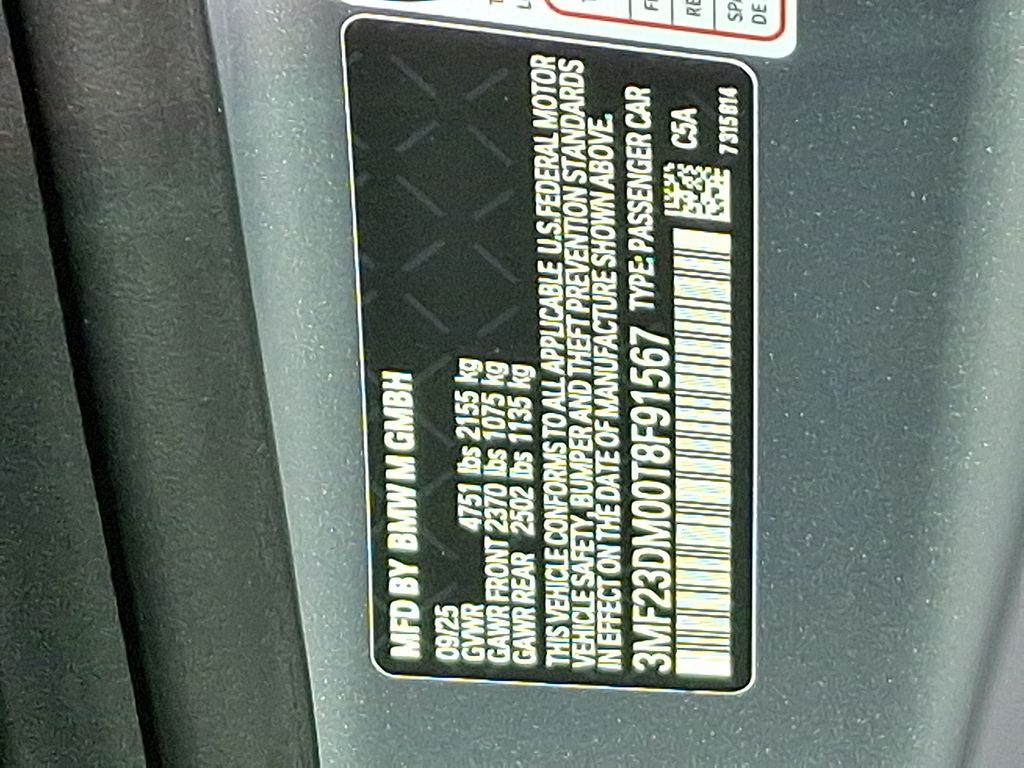 MFD BY BMW M GMBH
09/25
GVWR 4751 lbs 2155 kg
GAWR FRONT 2370 lbs 1075 kg
GAWR REAR 2502 lbs 1135 kg
THIS VEHICLE CONFORMS TO ALL APPLICABLE U.S. FEDERAL MOTOR
VEHICLE SAFETY, BUMPER AND THEFT PREVENTION STANDARDS
IN EFFECT ON THE DATE OF MANUFACTURE SHOWN ABOVE.
3MF23DM00T8F91567 TYPE: PASSENGER CAR
C5A
7315814